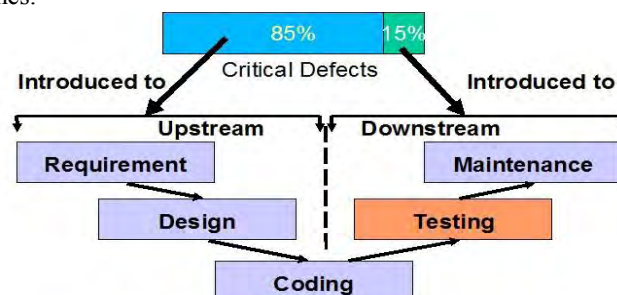 85% 15%
Critical Defects
Introduced to Introduced to
Upstream Downstream
Requirement Maintenance
Design Testing
Coding